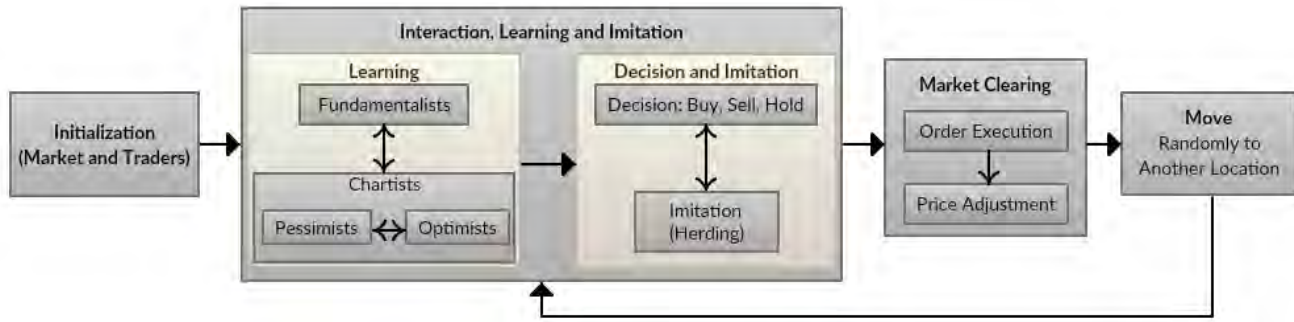 Initialization
(Market and Traders)
Interaction, Learning and Imitation
Learning
Fundamentalists
Chartists
Pessimists
Optimists
Decision and Imitation
Decision: Buy, Sell, Hold
Imitation
(Herding)
Market Clearing
Order Execution
Price Adjustment
Move
Randomly to
Another Location